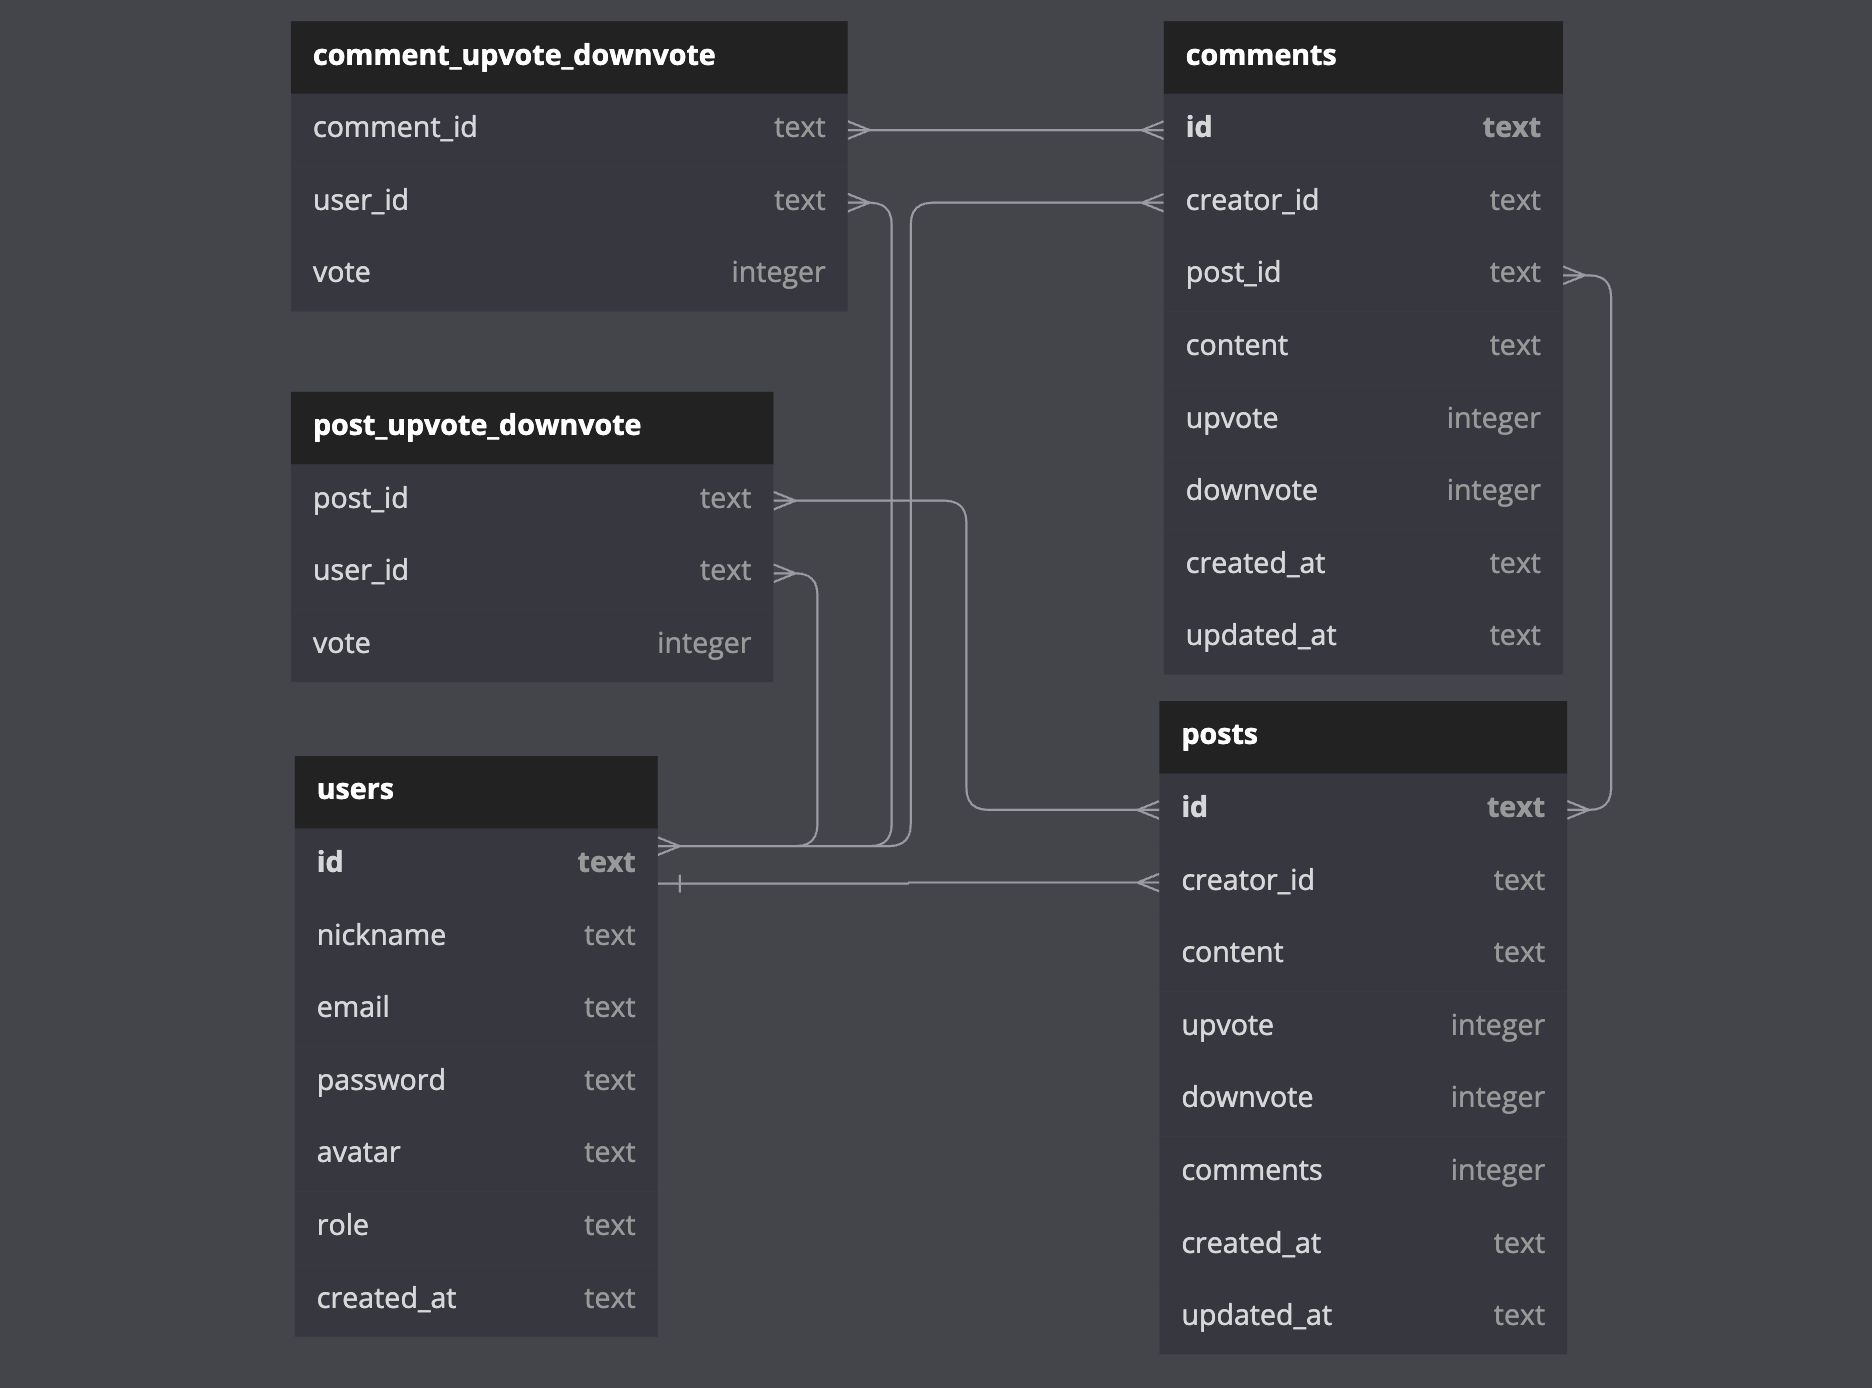 comment_upvote_downvote
comment_id text
user_id text
vote integer
comments
id text
creator_id text
post_id text
content text
upvote integer
downvote integer
created_at text
updated_at text
post_upvote_downvote
post_id text
user_id text
vote integer
users
id text
nickname text
email text
password text
avatar text
role text
created_at text
posts
id text
creator_id text
content text
upvote integer
downvote integer
comments integer
created_at text
updated_at text